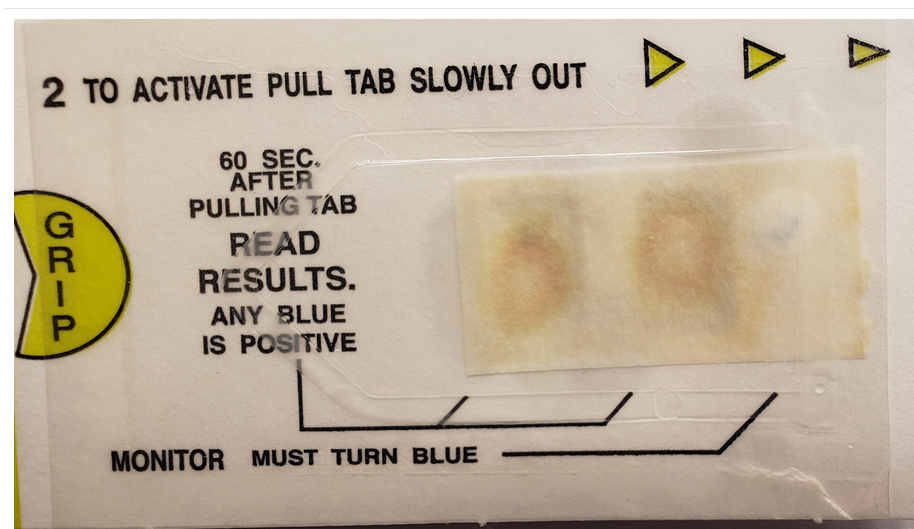 2 TO ACTIVATE PULL TAB SLOWLY OUT
60 SEC.
AFTER
PULLING TAB
READ
RESULTS.
ANY BLUE
IS POSITIVE
GRIP
MONITOR MUST TURN BLUE